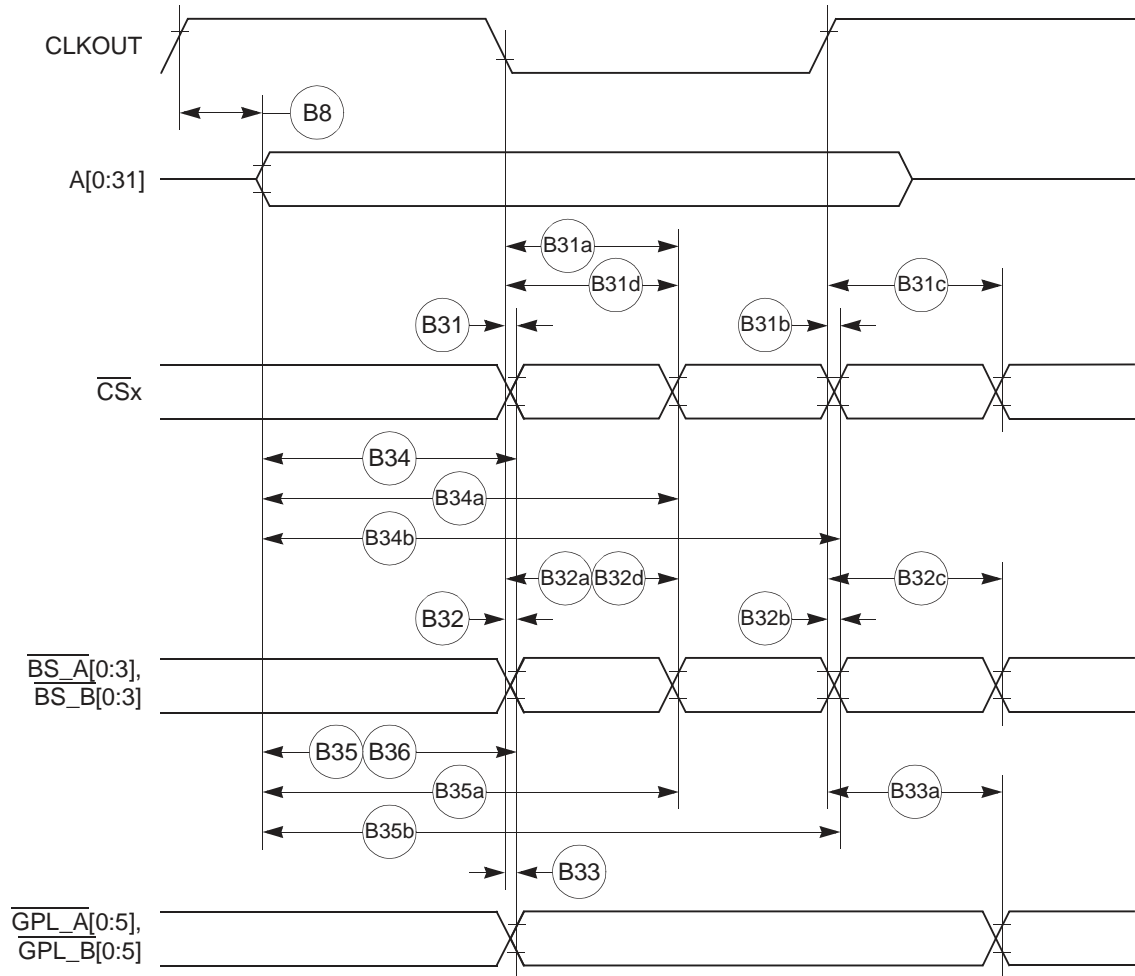 CLKOUT
B8
A[0:31]
B31a
B31d
B31c
B31
B31b
CSx
B34
B34a
B34b
B32a B32d
B32c
B32
B32b
BS_A[0:3],
BS_B[0:3]
B35 B36
B35a
B33a
B35b
B33
GPL_A[0:5],
GPL_B[0:5]